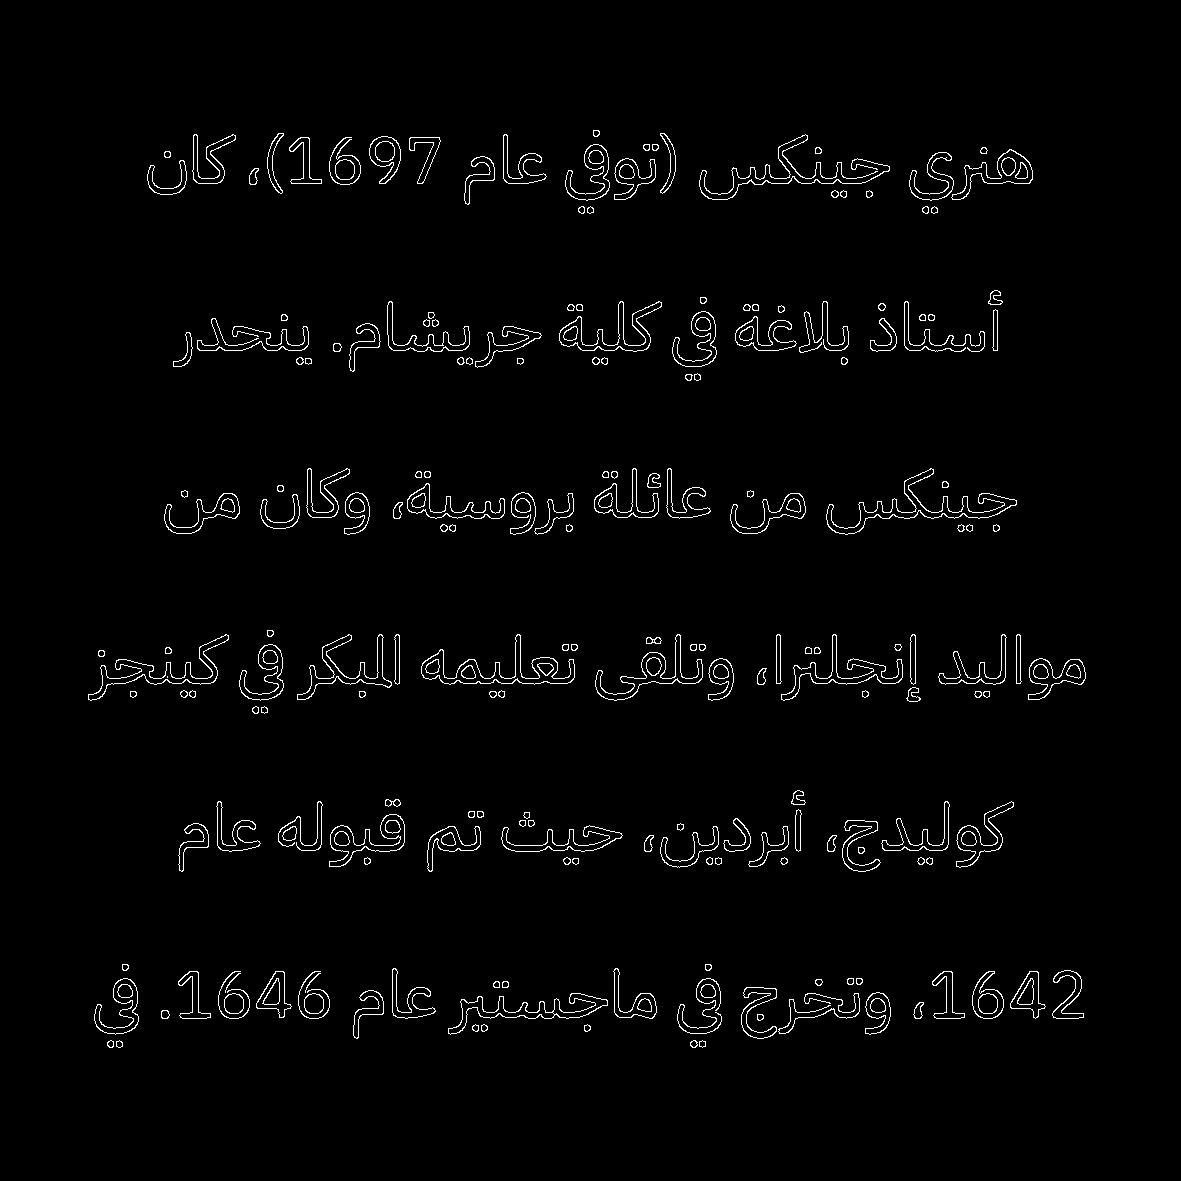 هنري جينكس (توفي عام 1697)، كان
أستاذ بلاغة في كلية جريشام. ينحدر
جينكس من عائلة بروسية، وكان من
مواليد إنجلترا، وتلقى تعليمه المبكر في كينجز
كوليدج، أبردين، حيث تم قبوله عام
1642، وتخرج في ماجستير عام 1646. في